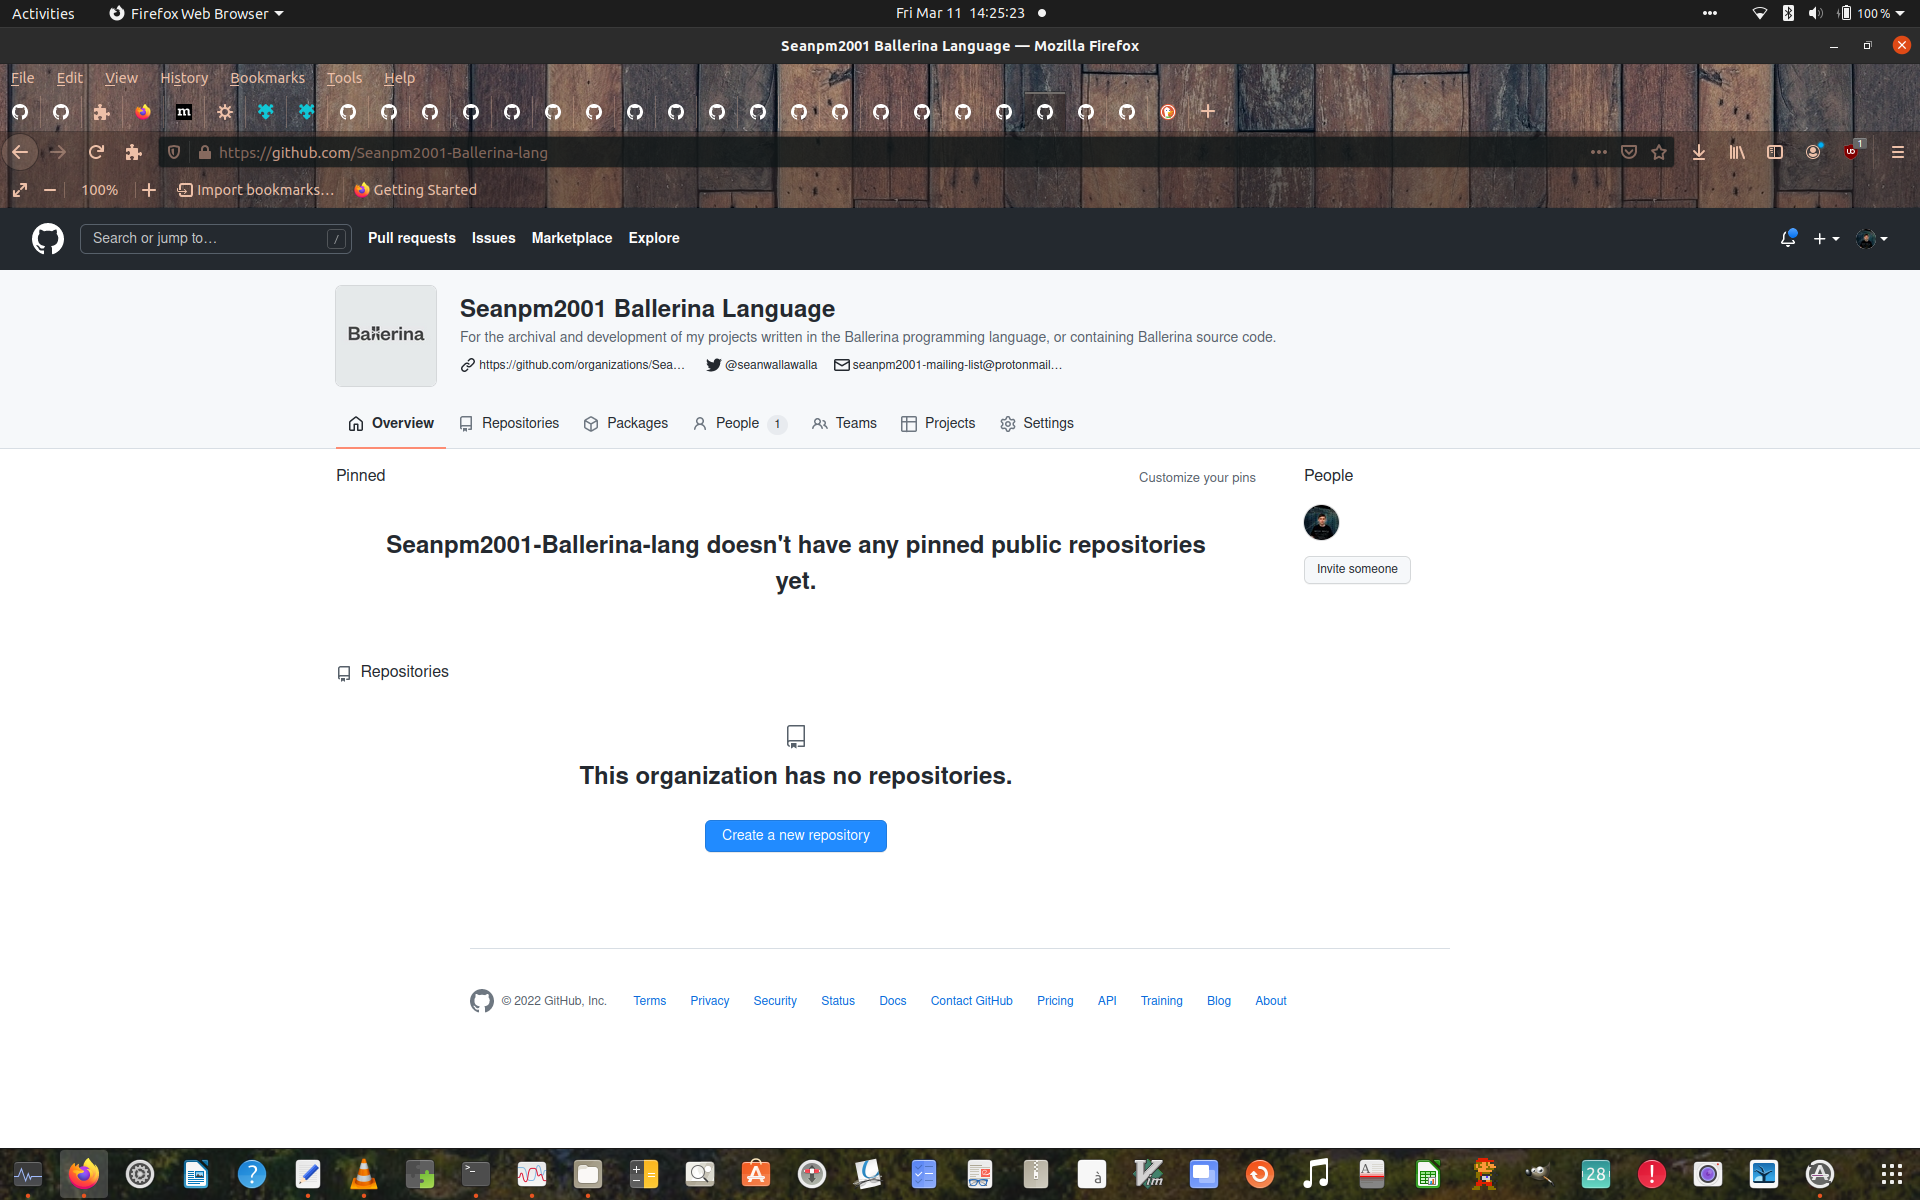 Activities
Firefox Web Browser
Fri Mar 11 14:25:23
100 %
Seanpm2001 Ballerina Language — Mozilla Firefox
File Edit View History Bookmarks Tools Help
m
https://github.com/Seanpm2001-Ballerina-lang
1
100%
Import bookmarks…
Getting Started
Search or jump to…
/
Pull requests Issues Marketplace Explore
Ballerina
Seanpm2001 Ballerina Language
For the archival and development of my projects written in the Ballerina programming language, or containing Ballerina source code.
https://github.com/organizations/Sea…
@seanwallawalla
seanpm2001-mailing-list@protonmail…
Overview
Repositories
Packages
People 1
Teams
Projects
Settings
Pinned
Customize your pins
Seanpm2001-Ballerina-lang doesn't have any pinned public repositories
yet.
People
Invite someone
Repositories
This organization has no repositories.
Create a new repository
© 2022 GitHub, Inc. Terms Privacy Security Status Docs Contact GitHub Pricing API Training Blog About
?
>_
à
Vim
A
28
!